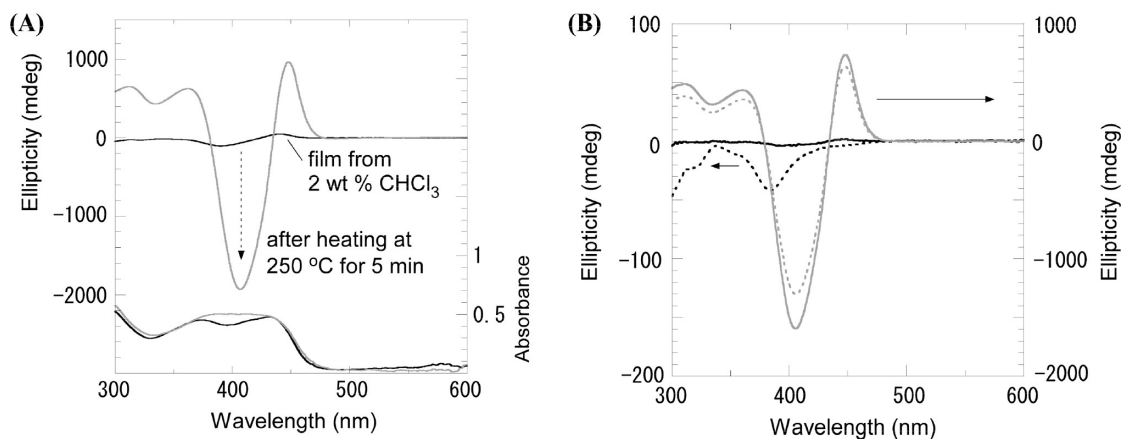 (A)
1000
0
-1000
-2000
Ellipticity (mdeg)
film from
2 wt % CHCl3
after heating at
250 °C for 5 min
1
0.5
Absorbance
300 400 500 600
Wavelength (nm)
(B)
100
0
-100
-200
Ellipticity (mdeg)
1000
0
-1000
-2000
Ellipticity (mdeg)
300 400 500 600
Wavelength (nm)